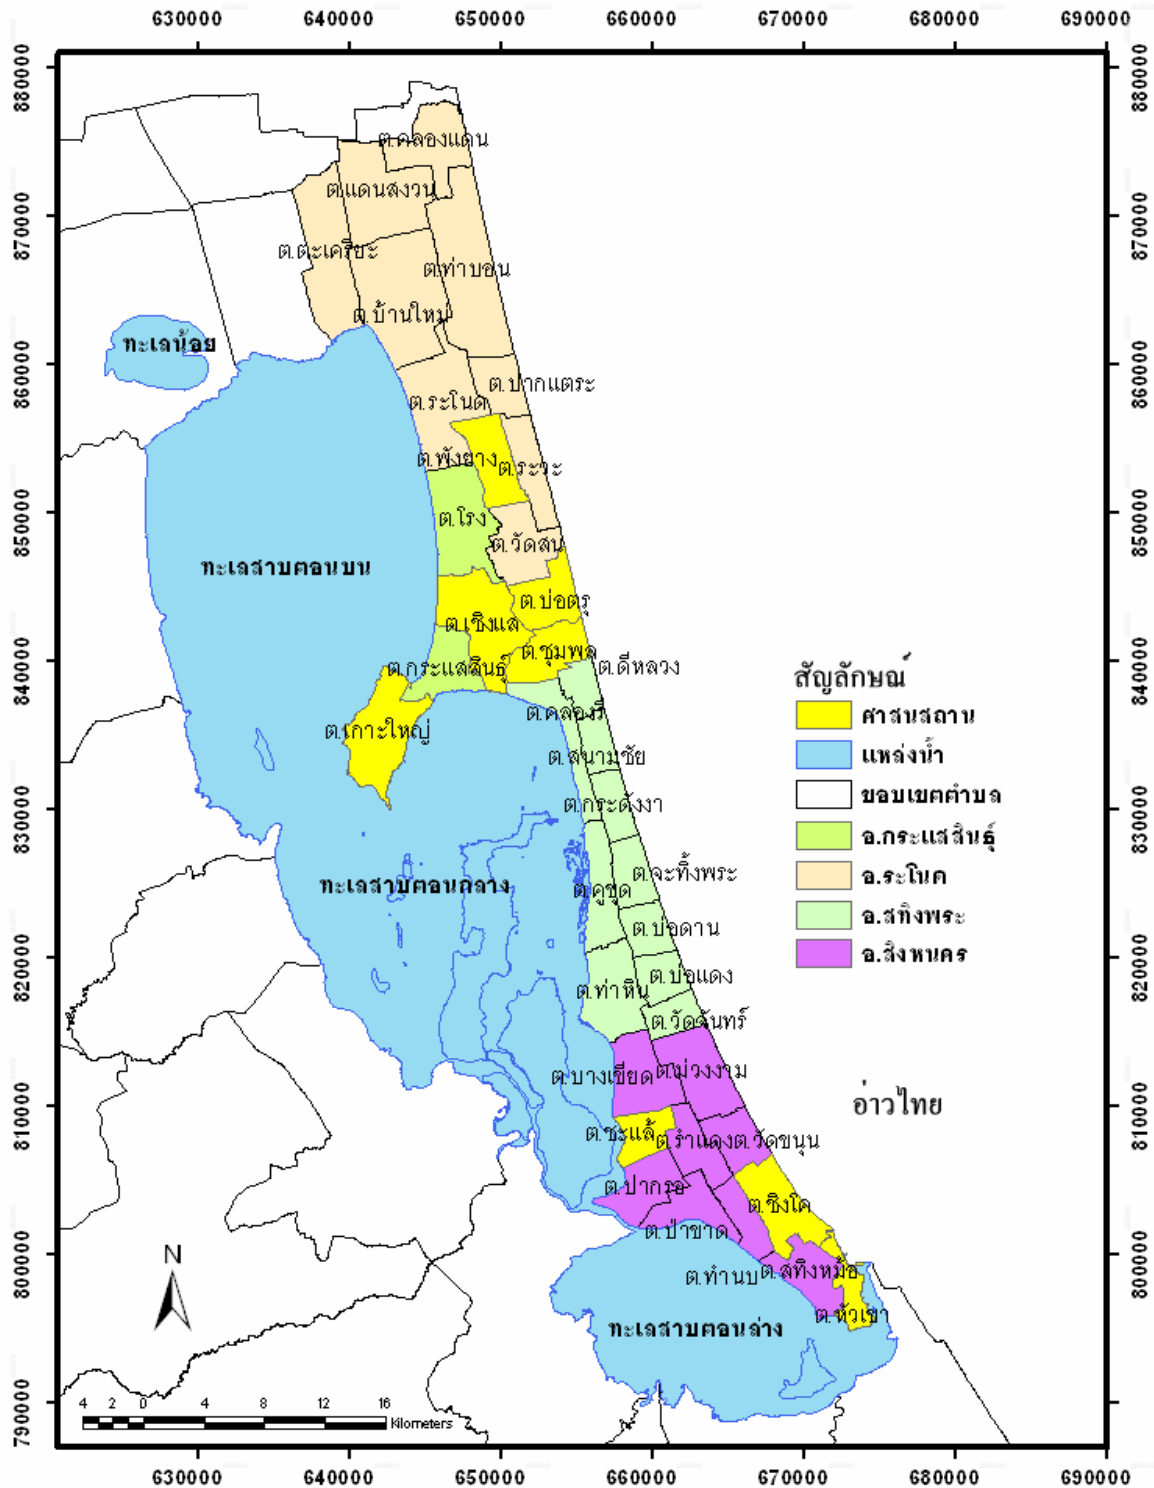 630000 640000 650000 660000 670000 680000 690000
880000
880000
ต.คลองแดน
ต.แดนสงวน
870000
870000
ต.ตะเครียะ
ต.ท่าบอน
ต.บ้านใหม่
ทะเลน้อย
860000
860000
ต.ปากแตระ
ต.ระโนด
ต.พังยาง
ต.ระวะ
850000
850000
ต.โรง
ต.วัดสน
ทะเลสาบตอนบน
ต.บ่อตรุ
ต.เชิงแส
ต.ชุมพล
840000
840000
ต.กระแสสินธุ์
ต.ดีหลวง
สัญลักษณ์
ต.คลองรี
ศาสนสถาน
ต.เกาะใหญ่
ต.สนามชัย
แหล่งน้ำ
ขอบเขตตำบล
ต.กระดังงา
830000
830000
อ.กระแสสินธุ์
ต.จะทิ้งพระ
อ.ระโนด
ทะเลสาบตอนกลาง
ต.คูขุด
อ.สทิงพระ
ต.บ่อดาน
อ.สิงหนคร
820000
820000
ต.บ่อแดง
ต.ท่าหิน
ต.วัดจันทร์
ต.บางเขียด
ต.ม่วงงาม
810000
810000
อ่าวไทย
ต.ชะแล้
ต.รำแดง
ต.วัดขนุน
ต.ปากรอ
ต.ชิงโค
ต.ป่าขาด
N
800000
800000
ต.ทำนบ
ต.สทิงหม้อ
ต.หัวเขา
ทะเลสาบตอนล่าง
4 2 0 4 8 12 16
Kilometers
790000
790000
630000 640000 650000 660000 670000 680000 690000